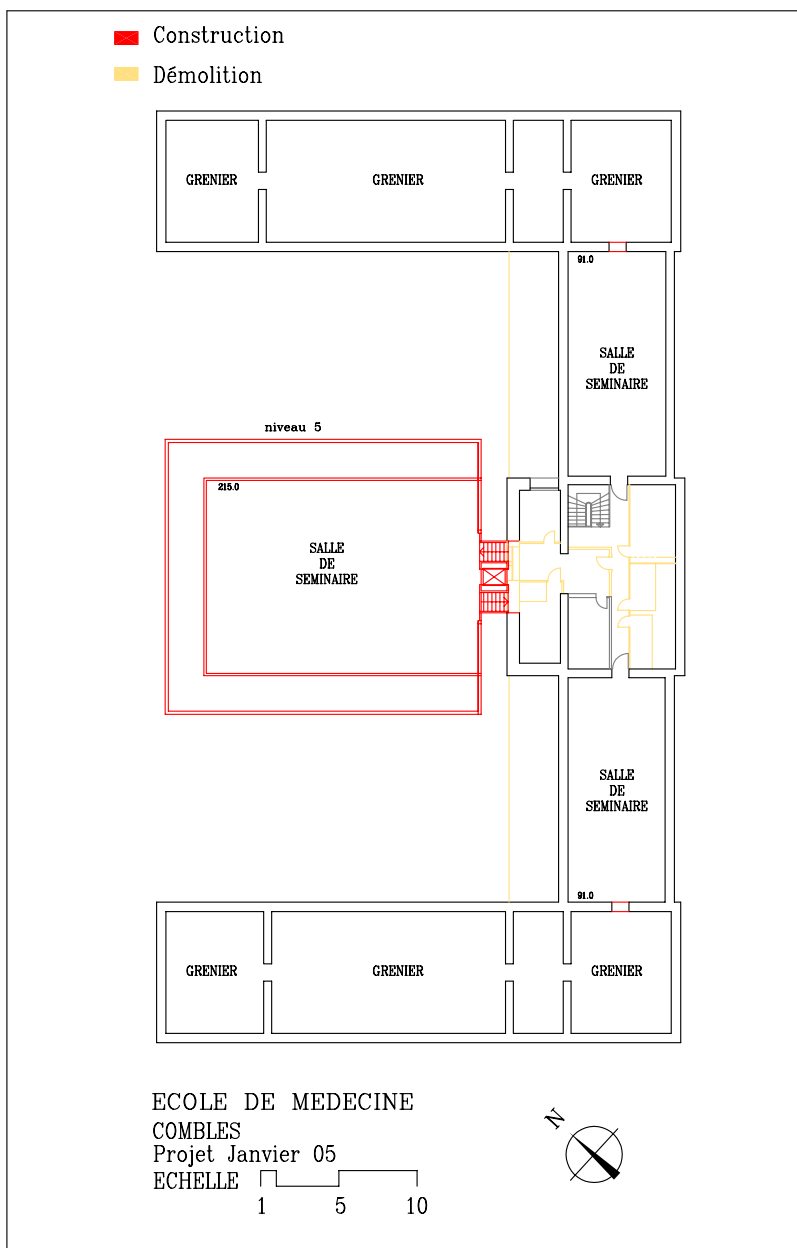 Construction
Démolition
GRENIER
GRENIER
GRENIER
91.0
SALLE
DE
SEMINAIRE
niveau 5
215.0
SALLE
DE
SEMINAIRE
SALLE
DE
SEMINAIRE
91.0
GRENIER
GRENIER
GRENIER
ECOLE DE MEDECINE
COMBLES
Projet Janvier 05
ECHELLE
1 5 10
N